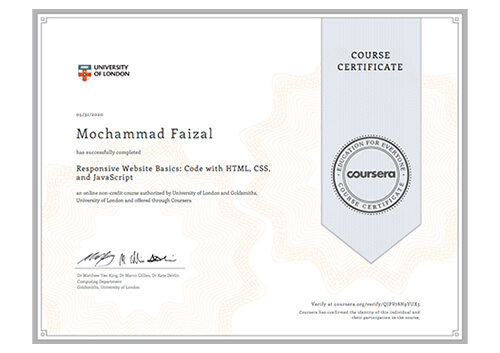 UNIVERSITY
OF LONDON
COURSE
CERTIFICATE
05/31/2020
Mochammad Faizal
has successfully completed
Responsive Website Basics: Code with HTML, CSS,
and JavaScript
an online non-credit course authorized by University of London and Goldsmiths,
University of London and offered through Coursera
EDUCATION FOR EVERYONE
coursera
COURSE CERTIFICATE
Dr Matthew Yee-King, Dr Marco Gillies, Dr Kate Devlin
Computing Department
Goldsmiths, University of London
Verify at coursera.org/verify/
Coursera has confirmed the identity of this individual and
their participation in the course.